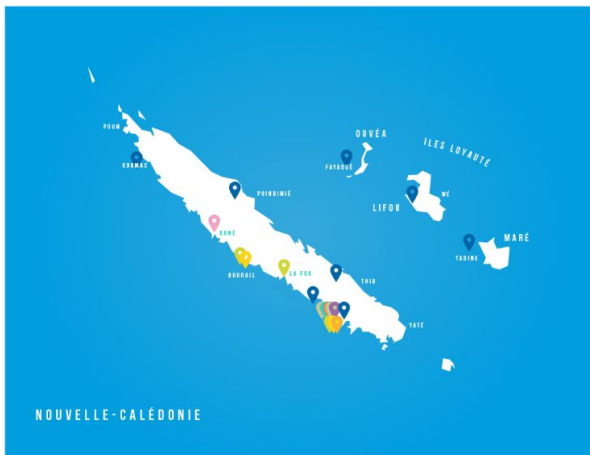 OUVÉA
ILES LOYAUTÉ
POUM
KOUMAC
FAYAOUÉ
POINDIMIÉ
WÉ
LIFOU
KONÉ
MARÉ
TADINE
LA FOA
BOURAIL
THIO
YATÉ
NOUVELLE-CALÉDONIE